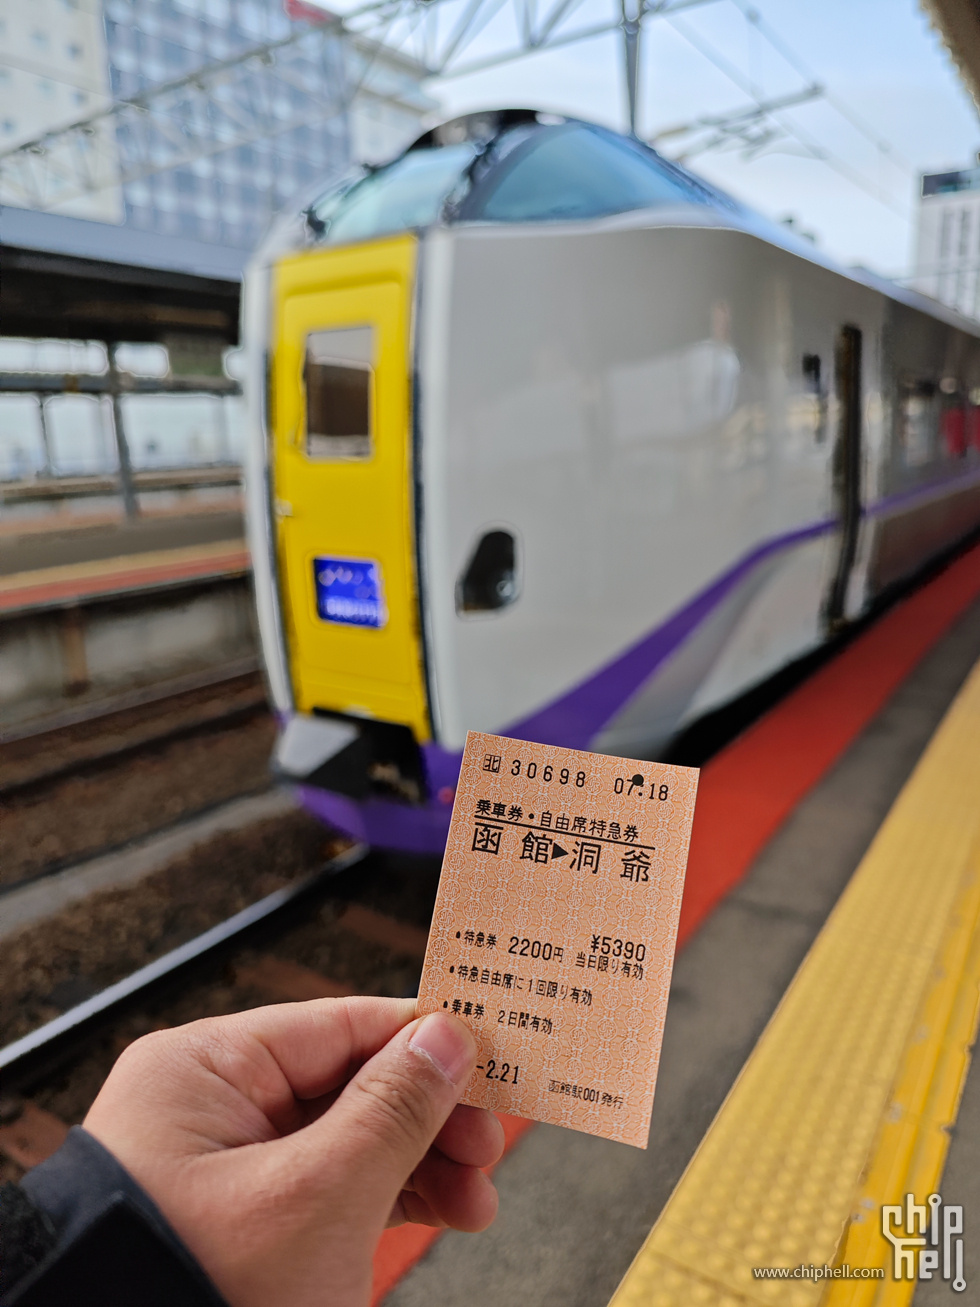 北 30698 07.18
乗車券・自由席特急券
函館▶洞爺
・特急券 2200円 ¥5390
当日限り有効
・特急自由席に1回限り有効
・乗車券 2日間有効
-2.21 函館駅001発行
chip hell
www.chiphell.com